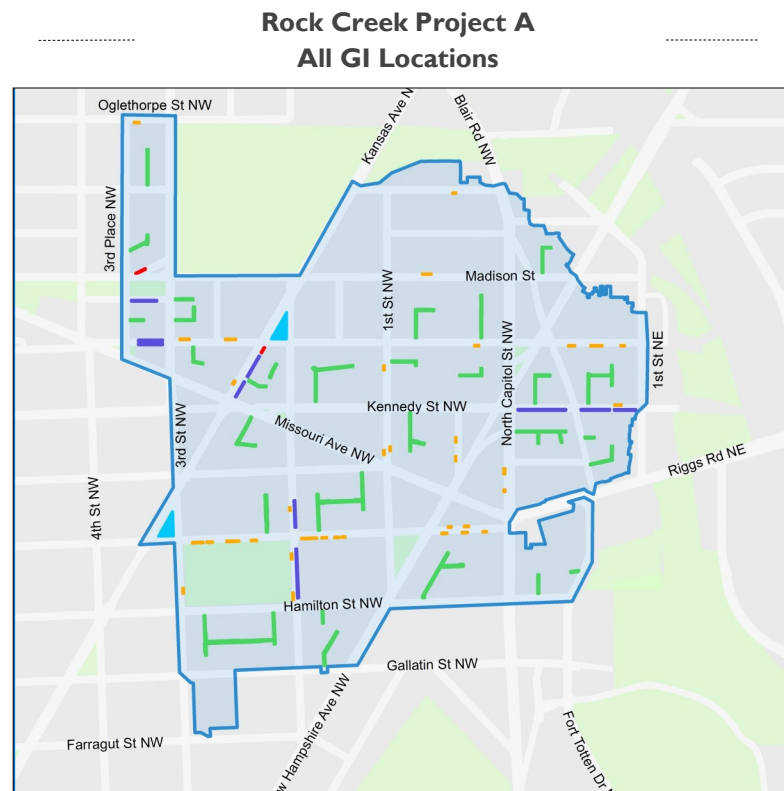 Rock Creek Project A
All GI Locations
Oglethorpe St NW
Kansas Ave N
Blair Rd NW
3rd Place NW
Madison St
1st St NW
North Capitol St NW
1st St NE
Kennedy St NW
Missouri Ave NW
3rd St NW
Riggs Rd NE
4th St NW
Hamilton St NW
Gallatin St NW
w Hampshire Ave NW
Farragut St NW
Fort Totten Dr